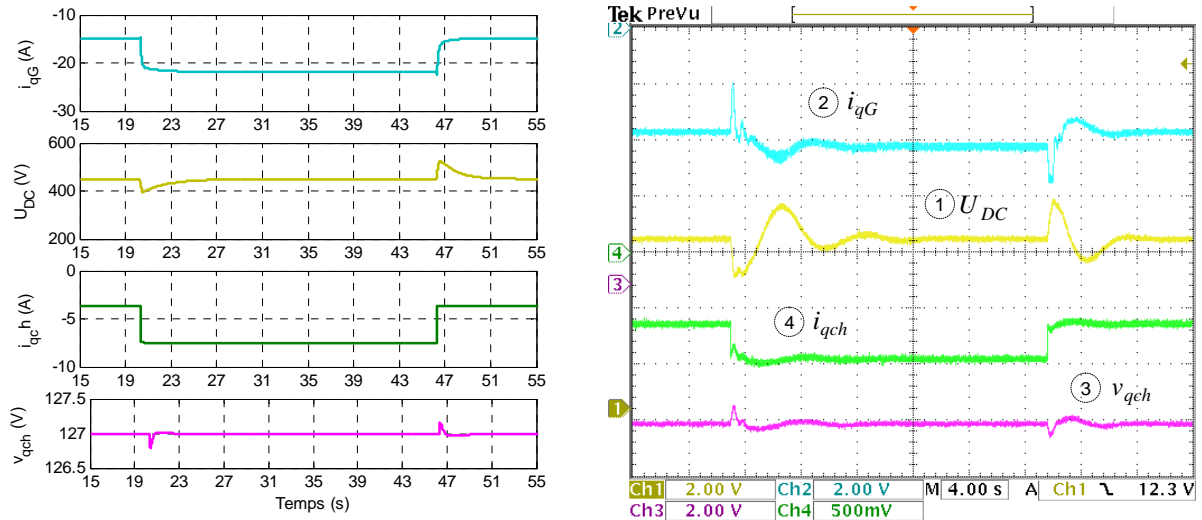 -10
-20
-30
i_qG (A)
15 19 23 27 31 35 39 43 47 51 55
600
400
200
U_DC (V)
15 19 23 27 31 35 39 43 47 51 55
0
-5
-10
i_qch (A)
15 19 23 27 31 35 39 43 47 51 55
127.5
127
126.5
v_qch (V)
15 19 23 27 31 35 39 43 47 51 55
Temps (s)
Tek PreVu
2
2 i_qG
1 U_DC
4
3
4 i_qch
3 v_qch
1
Ch1 2.00 V Ch2 2.00 V M 4.00 s A Ch1 12.3 V
Ch3 2.00 V Ch4 500mV